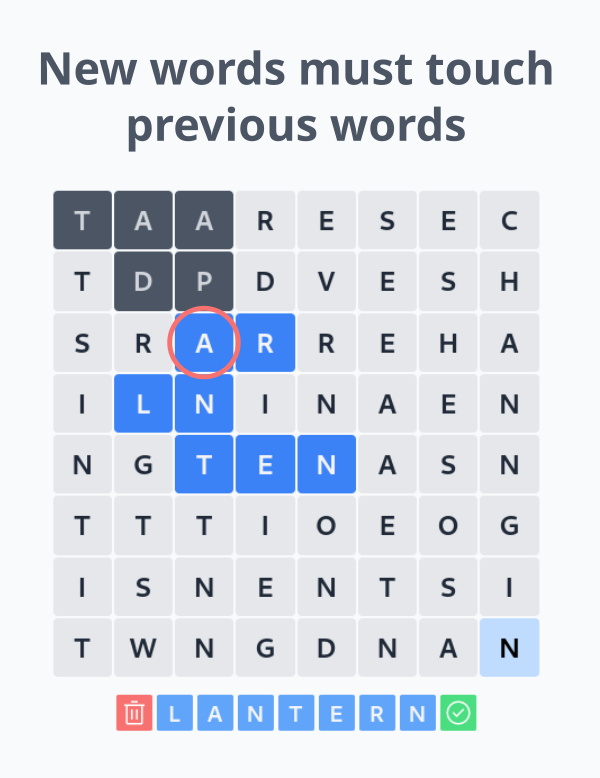 New words must touch
previous words
T A A R E S E C
T D P D V E S H
S R A R R E H A
I L N I N A E N
N G T E N A S N
T T T I O E O G
I S N E N T S I
T W N G D N A N
L A N T E R N